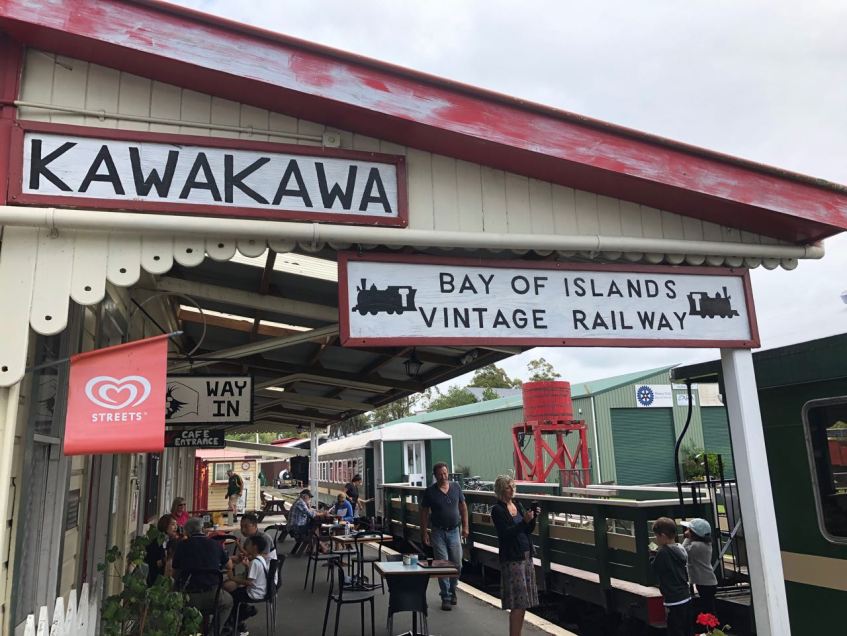 KAWAKAWA
BAY OF ISLANDS
VINTAGE RAILWAY
STREETS
WAY
IN
CAFE
ENTRANCE